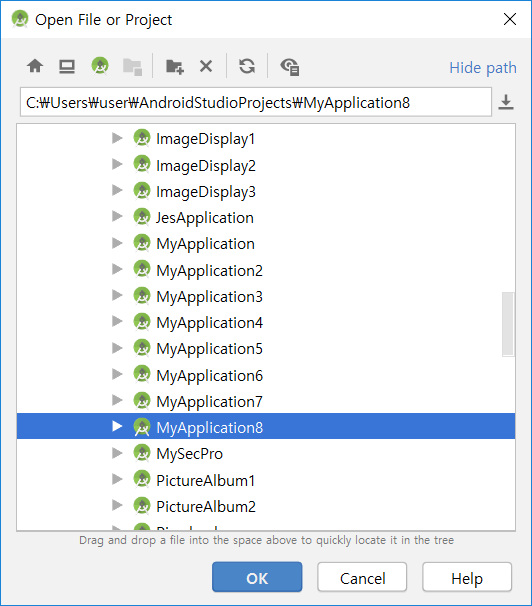 Open File or Project
Hide path
C:₩Users₩user₩AndroidStudioProjects₩MyApplication8
ImageDisplay1
ImageDisplay2
ImageDisplay3
JesApplication
MyApplication
MyApplication2
MyApplication3
MyApplication4
MyApplication5
MyApplication6
MyApplication7
MyApplication8
MySecPro
PictureAlbum1
PictureAlbum2
Drag and drop a file into the space above to quickly locate it in the tree
OK
Cancel
Help